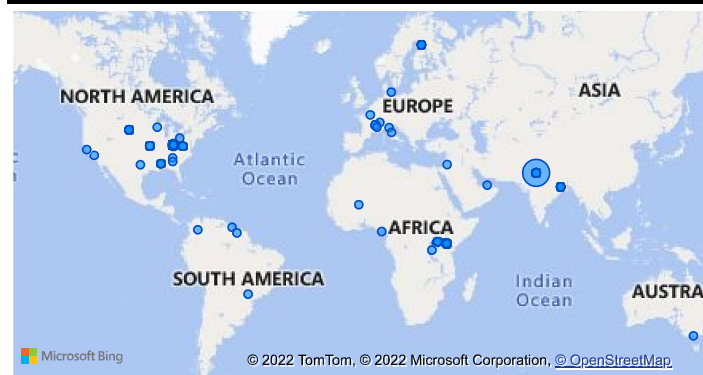 NORTH AMERICA
EUROPE
ASIA
Atlantic
Ocean
AFRICA
SOUTH AMERICA
Indian
Ocean
AUSTRA
Microsoft Bing
© 2022 TomTom, © 2022 Microsoft Corporation, © OpenStreetMap